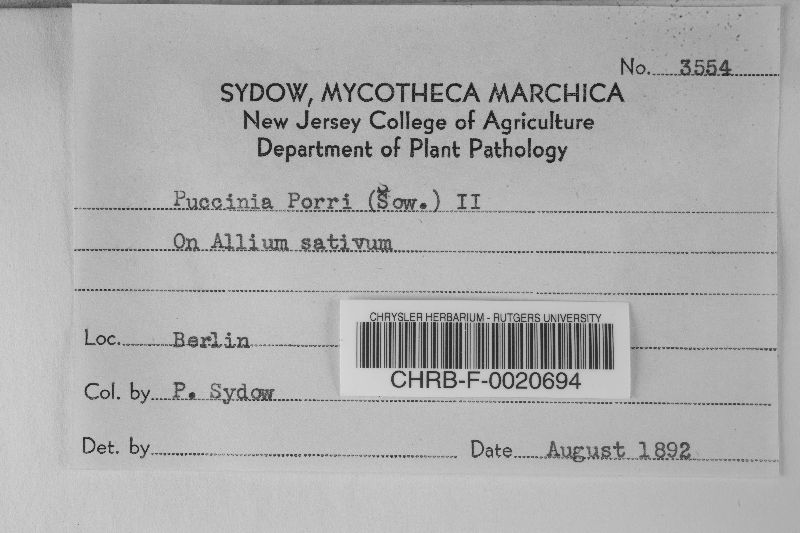 No. 3554
SYDOW, MYCOTHECA MARCHICA
New Jersey College of Agriculture
Department of Plant Pathology
Puccinia Porri (Sow.) II
On Allium sativum
Loc. Berlin
CHRYSLER HERBARIUM - RUTGERS UNIVERSITY
CHRB-F-0020694
Col. by P. Sydow
Det. by
Date August 1892